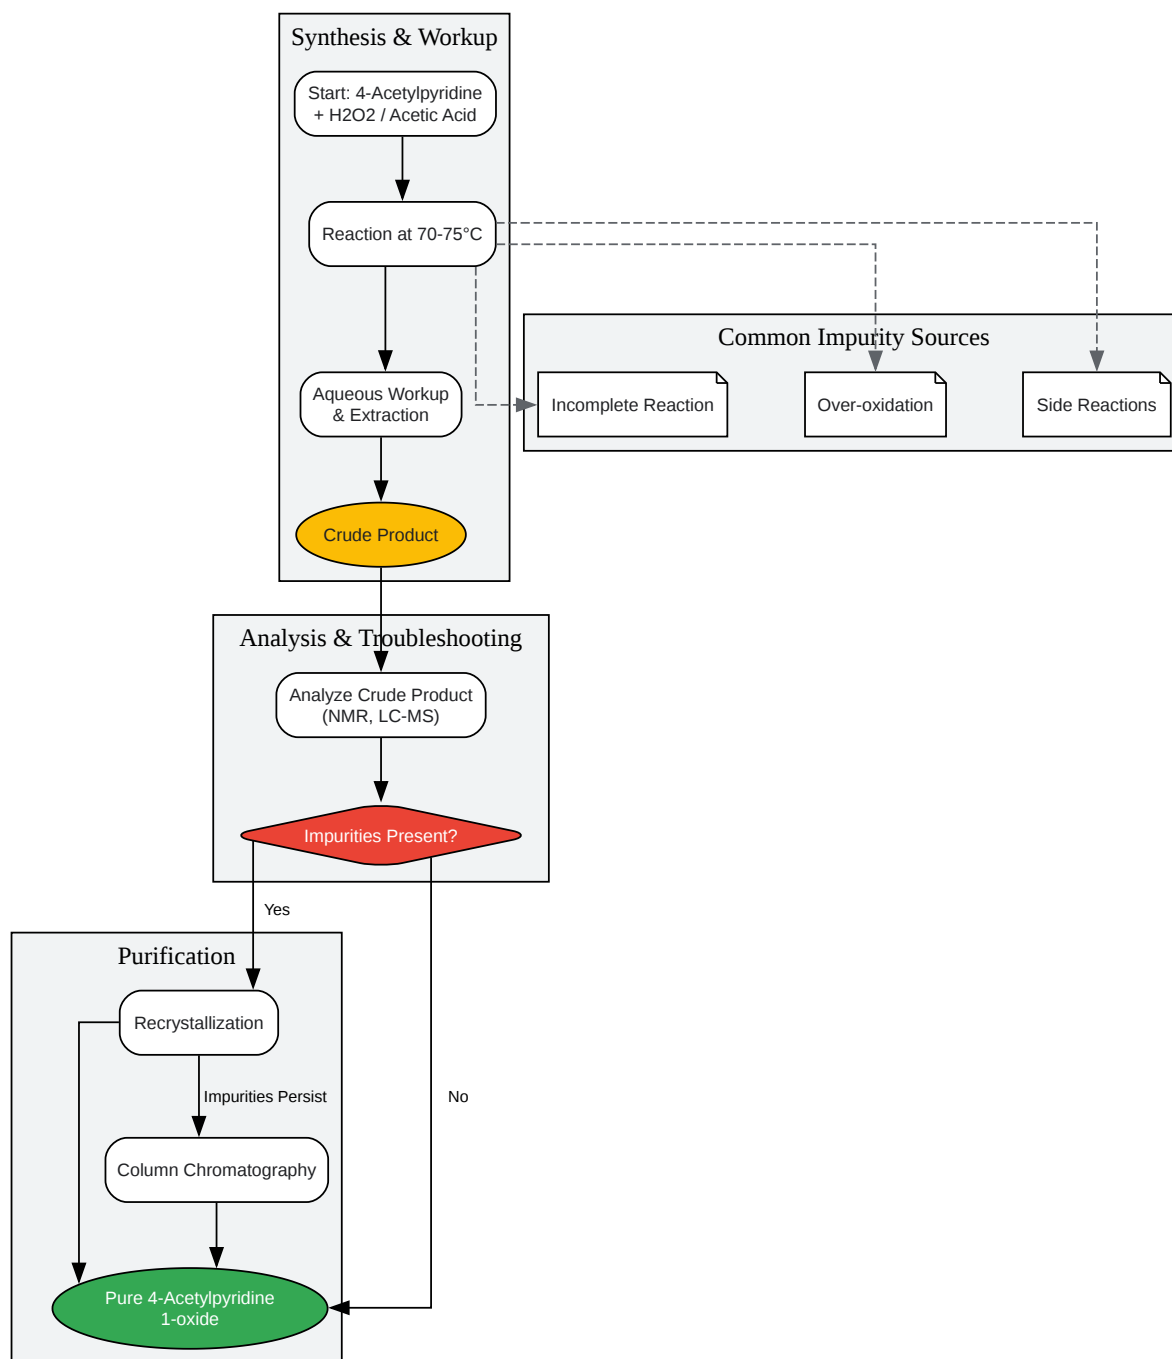 Synthesis & Workup
Start: 4-Acetylpyridine
+ H2O2 / Acetic Acid
Reaction at 70-75°C
Common Impurity Sources
Aqueous Workup
& Extraction
Incomplete Reaction
Over-oxidation
Side Reactions
Crude Product
Analysis & Troubleshooting
Analyze Crude Product
(NMR, LC-MS)
Impurities Present?
Yes
Purification
Recrystallization
Impurities Persist
No
Column Chromatography
Pure 4-Acetylpyridine
1-oxide